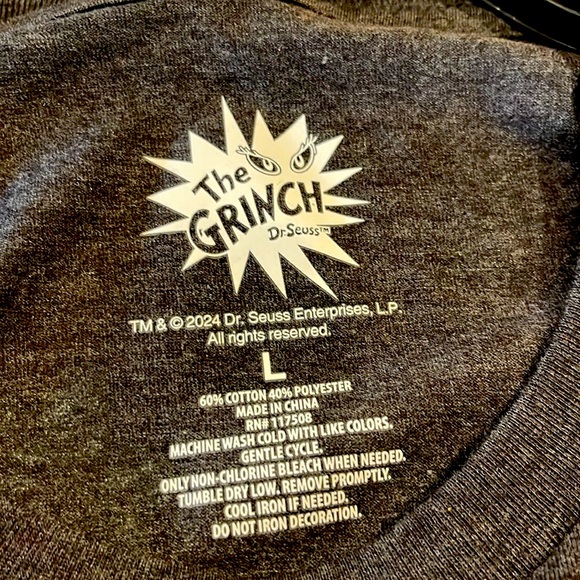 The
GRINCH
Dr. Seuss™
TM & © 2024 Dr. Seuss Enterprises, L.P.
All rights reserved.
L
60% COTTON 40% POLYESTER
MADE IN CHINA
RN# 117508
MACHINE WASH COLD WITH LIKE COLORS.
GENTLE CYCLE.
ONLY NON-CHLORINE BLEACH WHEN NEEDED.
TUMBLE DRY LOW. REMOVE PROMPTLY.
COOL IRON IF NEEDED.
DO NOT IRON DECORATION.